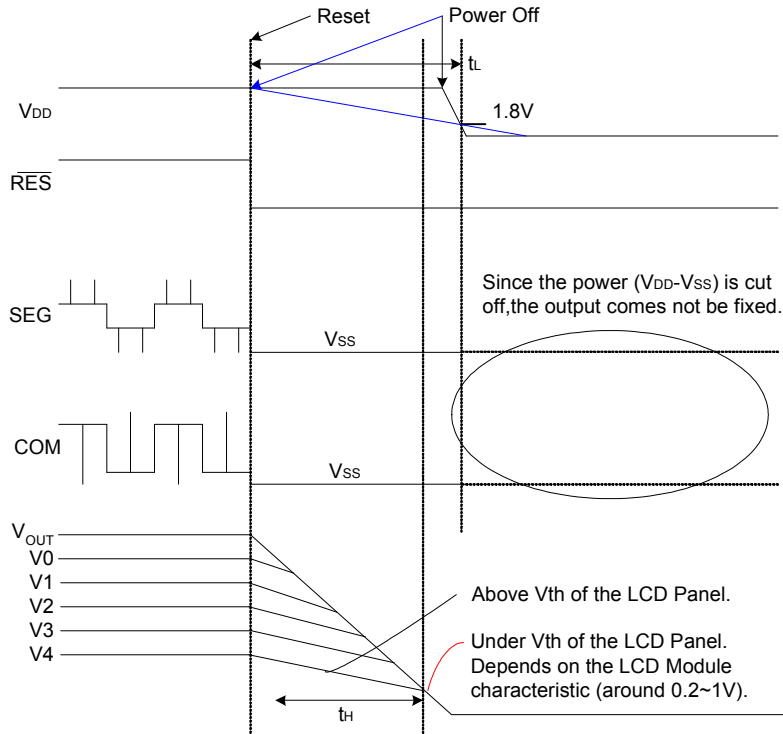 Reset
Power Off
tL
VDD
1.8V
RES
Since the power (VDD-VSS) is cut
off,the output comes not be fixed.
SEG
VSS
COM
VSS
VOUT
V0
V1
V2
V3
V4
Above Vth of the LCD Panel.
Under Vth of the LCD Panel.
Depends on the LCD Module
characteristic (around 0.2~1V).
tH